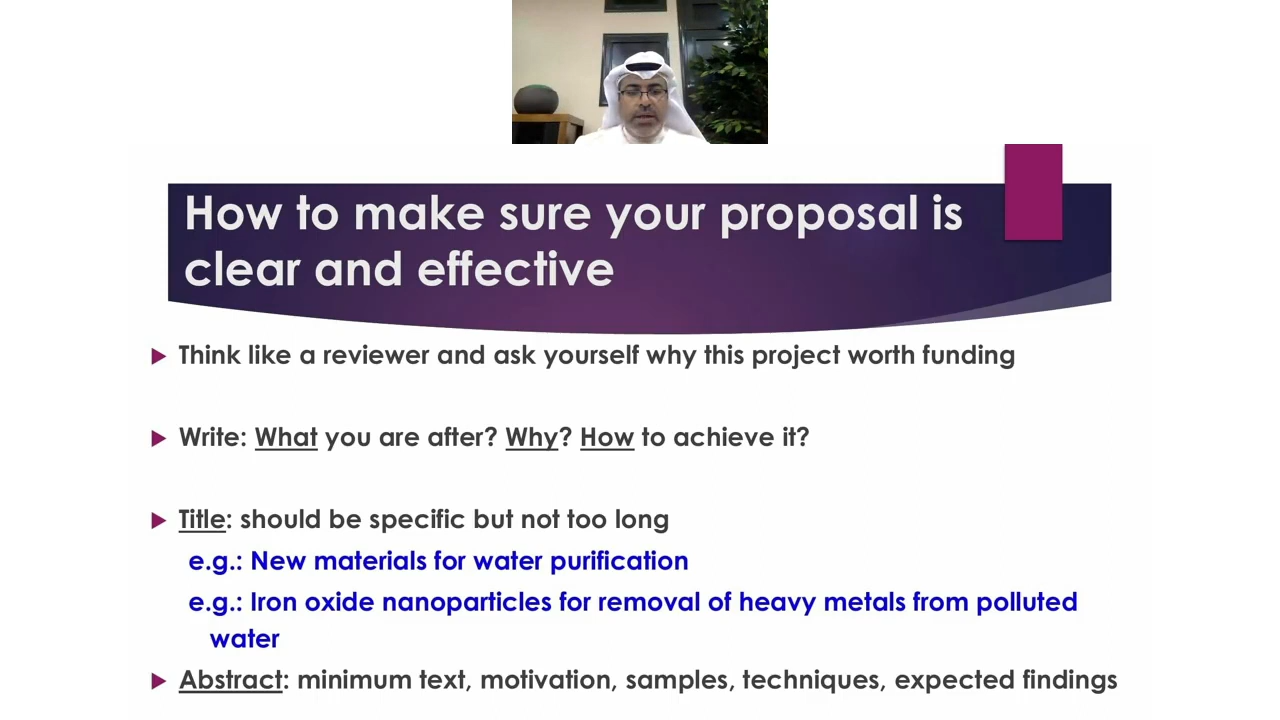 How to make sure your proposal is
clear and effective
Think like a reviewer and ask yourself why this project worth funding
Write: What you are after? Why? How to achieve it?
Title: should be specific but not too long
e.g.: New materials for water purification
e.g.: Iron oxide nanoparticles for removal of heavy metals from polluted
water
Abstract: minimum text, motivation, samples, techniques, expected findings